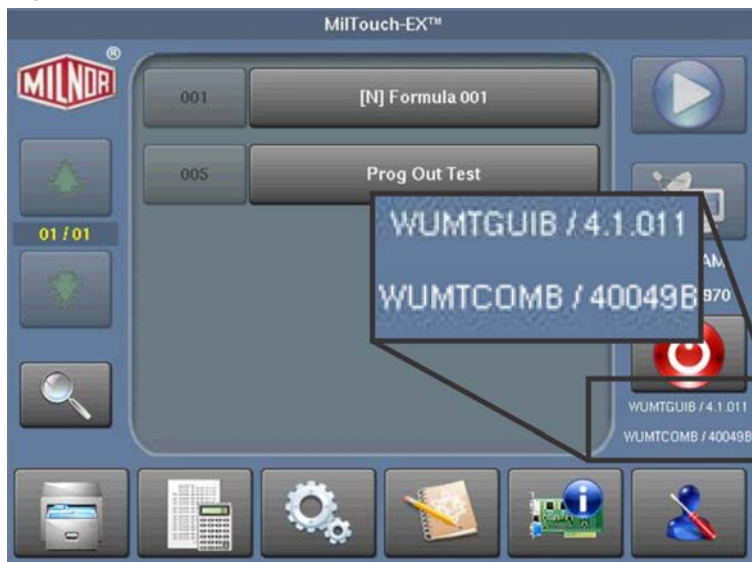 MilTouch-EX™
MILNOR®
001 [N] Formula 001
005 Prog Out Test
01 / 01
WUMTGUIB / 4.1.011
WUMTCOMB / 40049B
AM
970
WUMTGUIB / 4.1.011
WUMTCOMB / 40049B